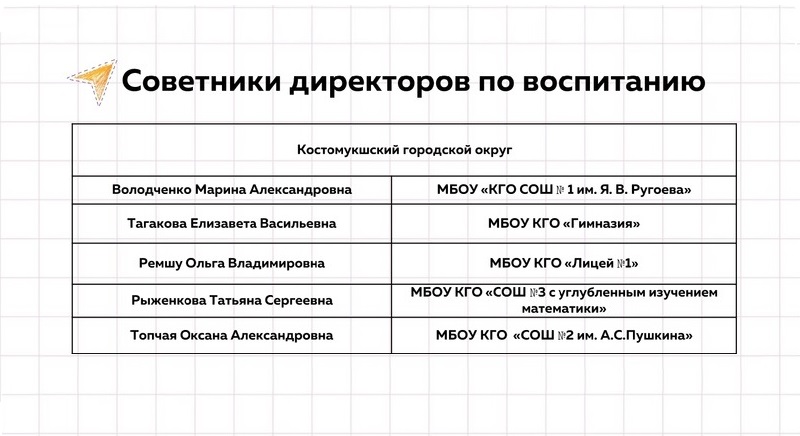 Советники директоров по воспитанию
Костомукшский городской округ
Володченко Марина Александровна
МБОУ «КГО СОШ № 1 им. Я. В. Ругоева»
Тагакова Елизавета Васильевна
МБОУ КГО «Гимназия»
Ремшу Ольга Владимировна
МБОУ КГО «Лицей №1»
Рыженкова Татьяна Сергеевна
МБОУ КГО «СОШ №3 с углубленным изучением
математики»
Топчая Оксана Александровна
МБОУ КГО «СОШ №2 им. А.С.Пушкина»